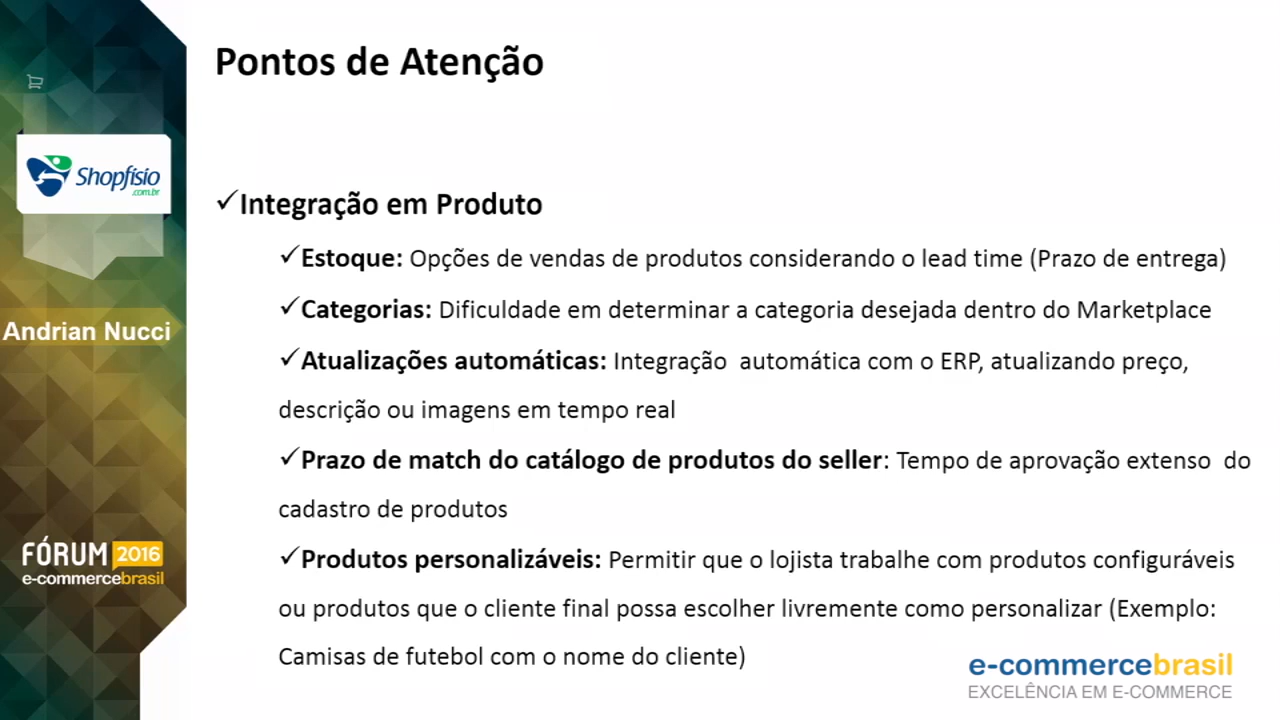 Pontos de Atenção
Shopfísio
.com.br
Andrian Nucci
✓Integração em Produto
✓Estoque: Opções de vendas de produtos considerando o lead time (Prazo de entrega)
✓Categorias: Dificuldade em determinar a categoria desejada dentro do Marketplace
✓Atualizações automáticas: Integração automática com o ERP, atualizando preço,
descrição ou imagens em tempo real
✓Prazo de match do catálogo de produtos do seller: Tempo de aprovação extenso do
cadastro de produtos
✓Produtos personalizáveis: Permitir que o lojista trabalhe com produtos configuráveis
ou produtos que o cliente final possa escolher livremente como personalizar (Exemplo:
Camisas de futebol com o nome do cliente)
FÓRUM 2016
e-commercebrasil
e-commercebrasil
EXCELÊNCIA EM E-COMMERCE